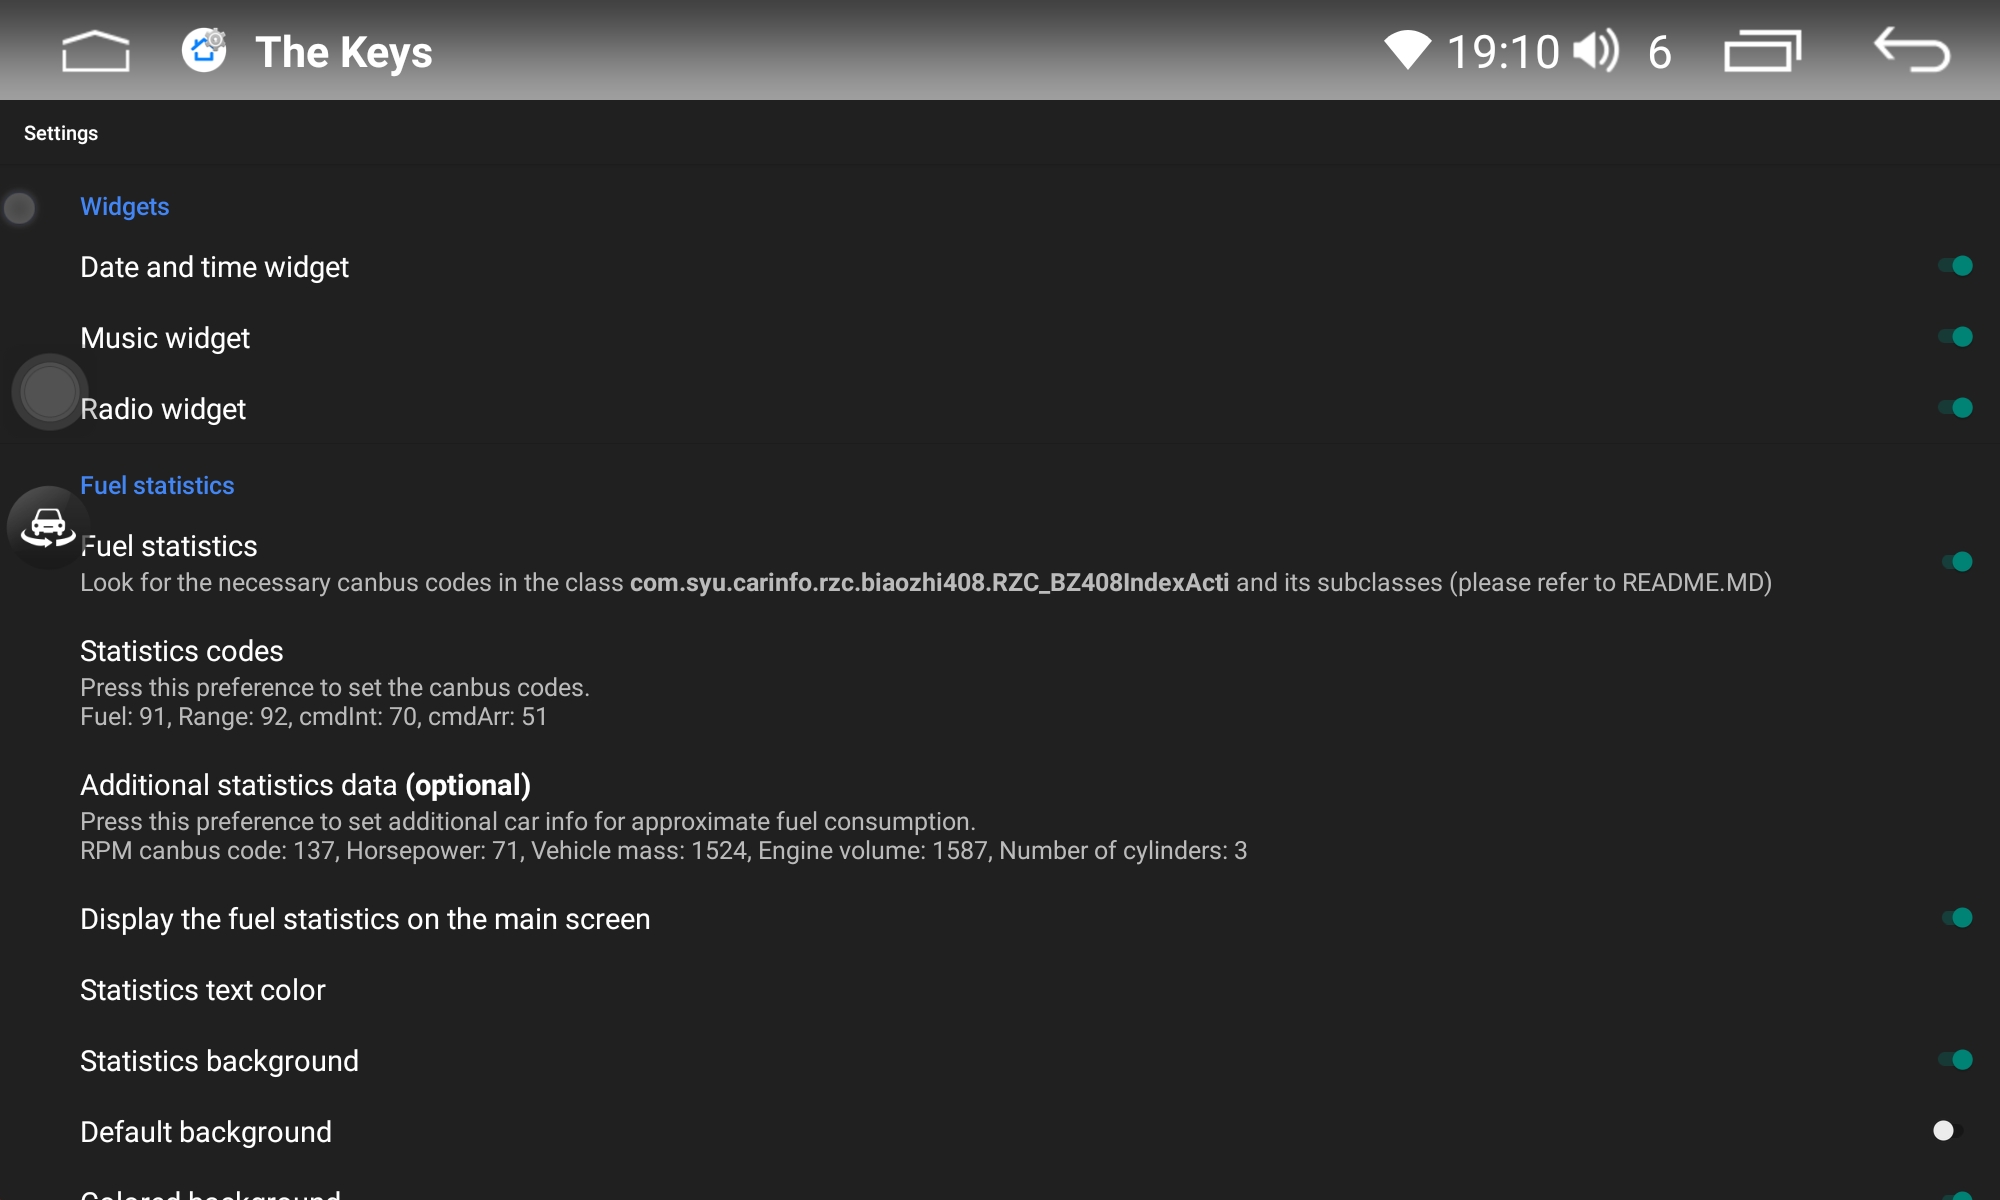 The Keys
19:10
6
Settings
Widgets
Date and time widget
Music widget
Radio widget
Fuel statistics
Fuel statistics
Look for the necessary canbus codes in the class com.syu.carinfo.rzc.biaozhi408.RZC_BZ408IndexActi and its subclasses (please refer to README.MD)
Statistics codes
Press this preference to set the canbus codes.
Fuel: 91, Range: 92, cmdInt: 70, cmdArr: 51
Additional statistics data (optional)
Press this preference to set additional car info for approximate fuel consumption.
RPM canbus code: 137, Horsepower: 71, Vehicle mass: 1524, Engine volume: 1587, Number of cylinders: 3
Display the fuel statistics on the main screen
Statistics text color
Statistics background
Default background
Colored background